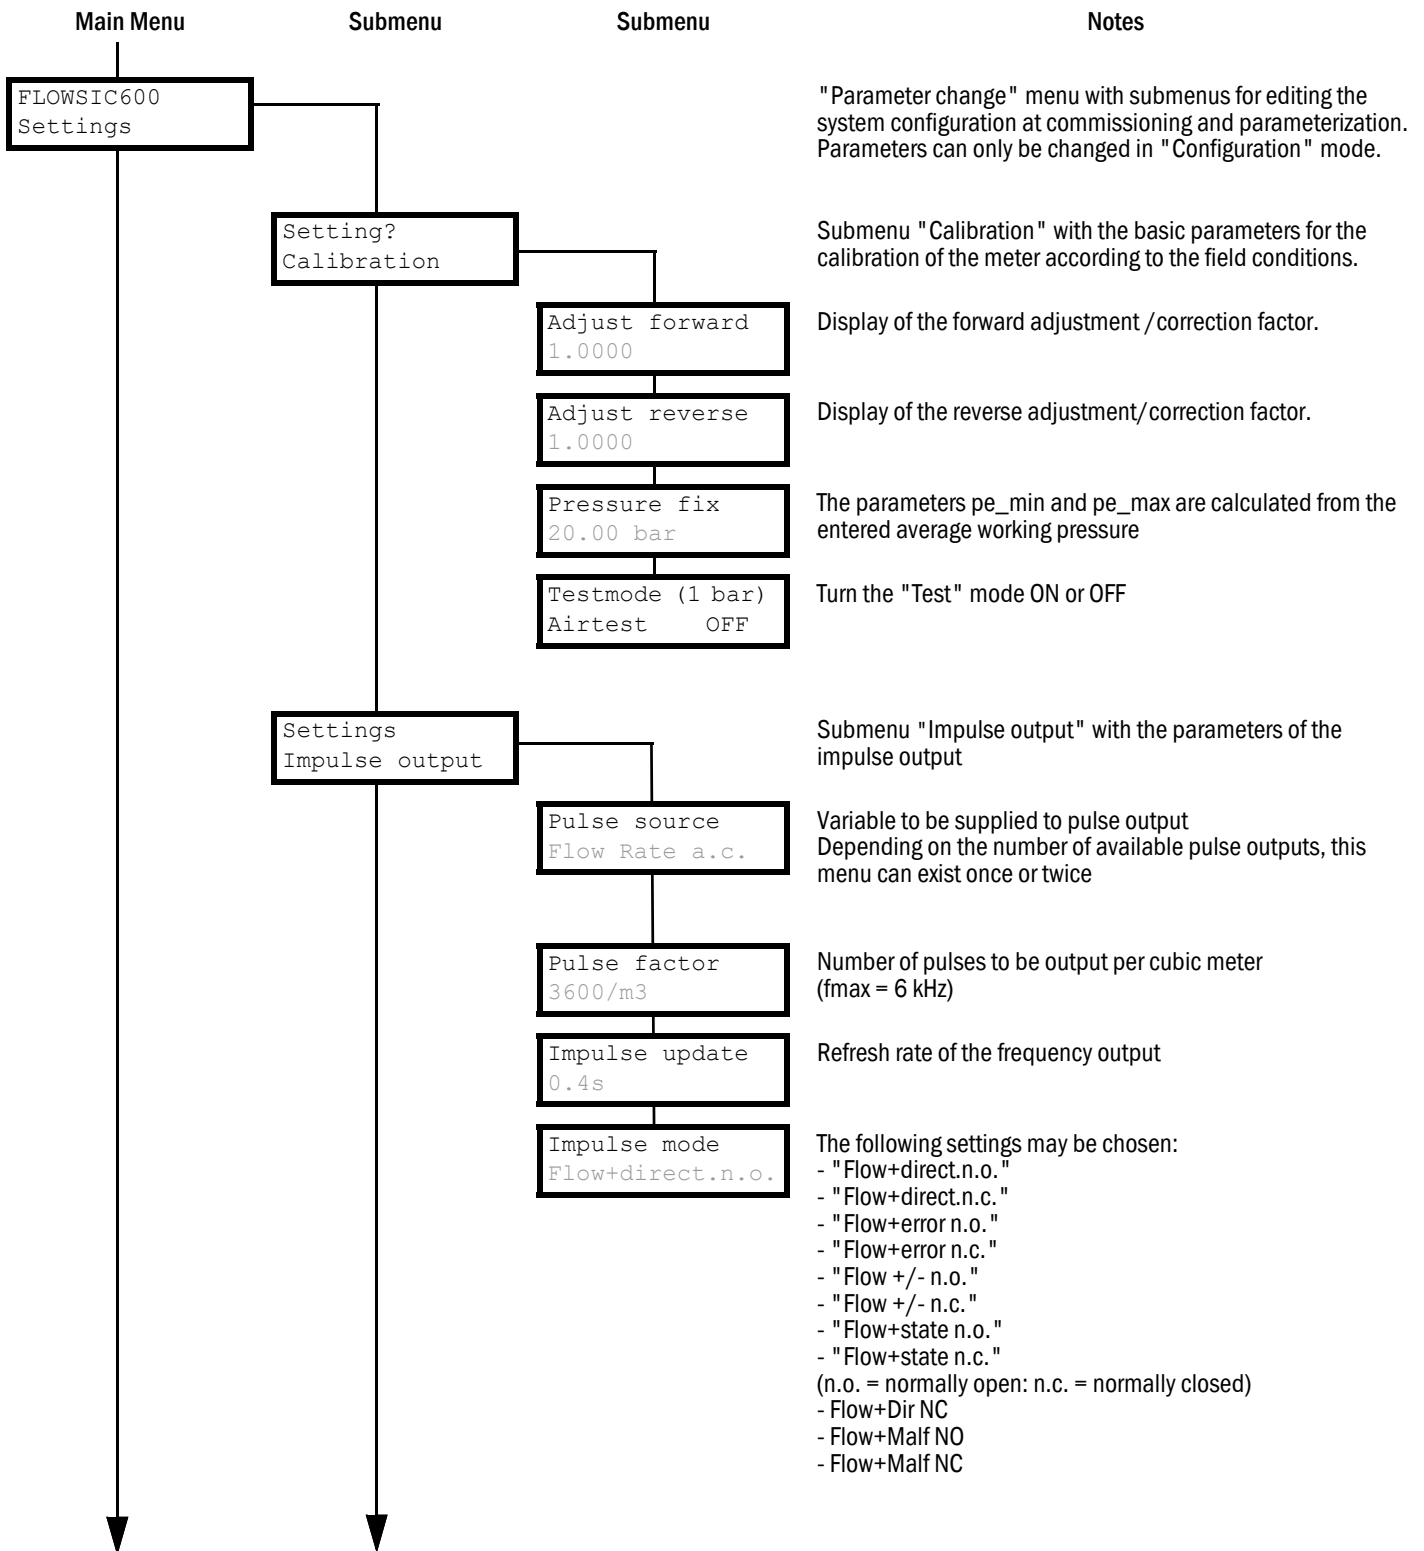 Main Menu
Submenu
Submenu
Notes
FLOWSIC600
Settings
"Parameter change" menu with submenus for editing the
system configuration at commissioning and parameterization.
Parameters can only be changed in "Configuration" mode.
Setting?
Calibration
Submenu "Calibration" with the basic parameters for the
calibration of the meter according to the field conditions.
Adjust forward
1.0000
Display of the forward adjustment /correction factor.
Adjust reverse
1.0000
Display of the reverse adjustment/correction factor.
Pressure fix
20.00 bar
The parameters pe_min and pe_max are calculated from the
entered average working pressure
Testmode (1 bar)
Airtest OFF
Turn the "Test" mode ON or OFF
Settings
Impulse output
Submenu "Impulse output" with the parameters of the
impulse output
Pulse source
Flow Rate a.c.
Variable to be supplied to pulse output
Depending on the number of available pulse outputs, this
menu can exist once or twice
Pulse factor
3600/m3
Number of pulses to be output per cubic meter
(fmax = 6 kHz)
Impulse update
0.4s
Refresh rate of the frequency output
Impulse mode
Flow+direct.n.o.
The following settings may be chosen:
- "Flow+direct.n.o."
- "Flow+direct.n.c."
- "Flow+error n.o."
- "Flow+error n.c."
- "Flow +/- n.o."
- "Flow +/- n.c."
- "Flow+state n.o."
- "Flow+state n.c."
(n.o. = normally open: n.c. = normally closed)
- Flow+Dir NC
- Flow+Malf NO
- Flow+Malf NC